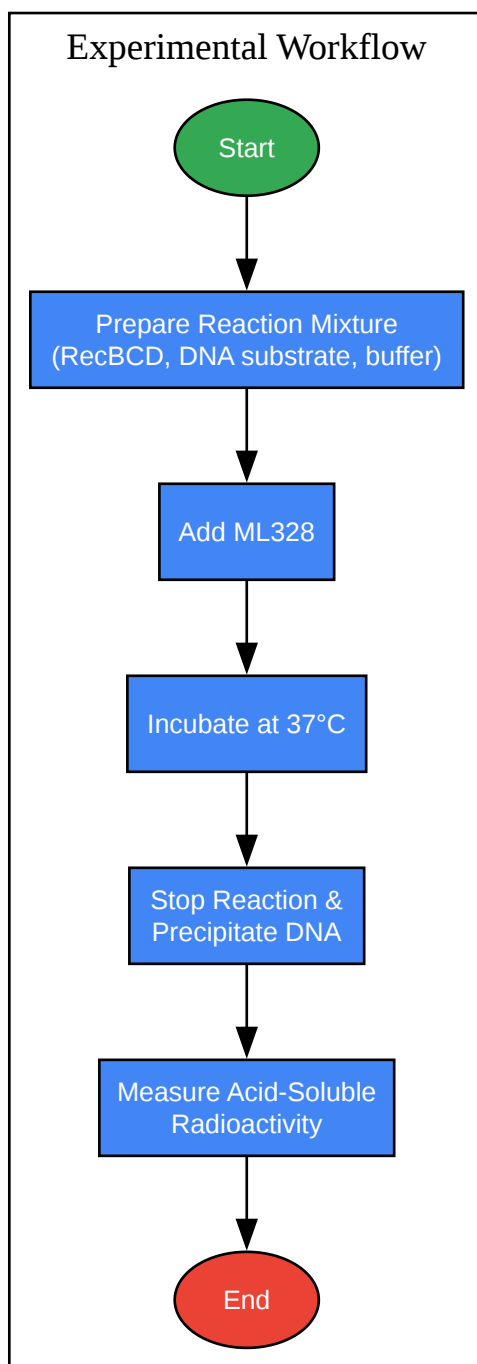 Experimental Workflow
Start
Prepare Reaction Mixture
(RecBCD, DNA substrate, buffer)
Add ML328
Incubate at 37°C
Stop Reaction &
Precipitate DNA
Measure Acid-Soluble
Radioactivity
End